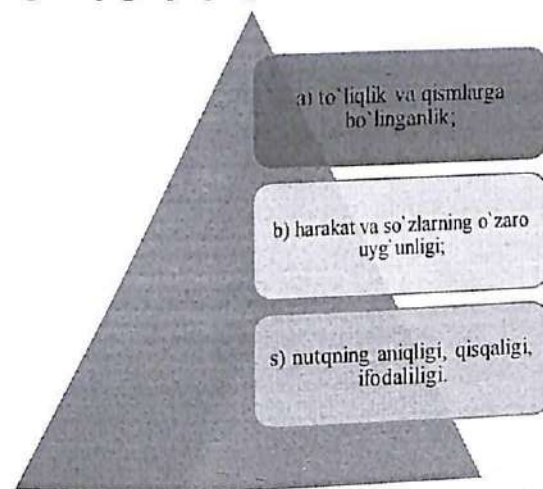 a) to`liqlik va qismlarga
bo`linganlik;
b) harakat va so`zlarning o`zaro
uyg`unligi;
s) nutqning aniqligi, qisqaligi,
ifodaliligi.